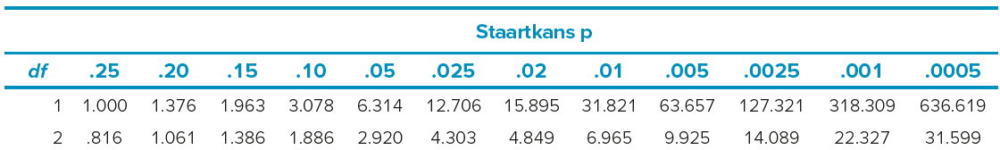 Staartkans p
df .25 .20 .15 .10 .05 .025 .02 .01 .005 .0025 .001 .0005
1 1.000 1.376 1.963 3.078 6.314 12.706 15.895 31.821 63.657 127.321 318.309 636.619
2 .816 1.061 1.386 1.886 2.920 4.303 4.849 6.965 9.925 14.089 22.327 31.599